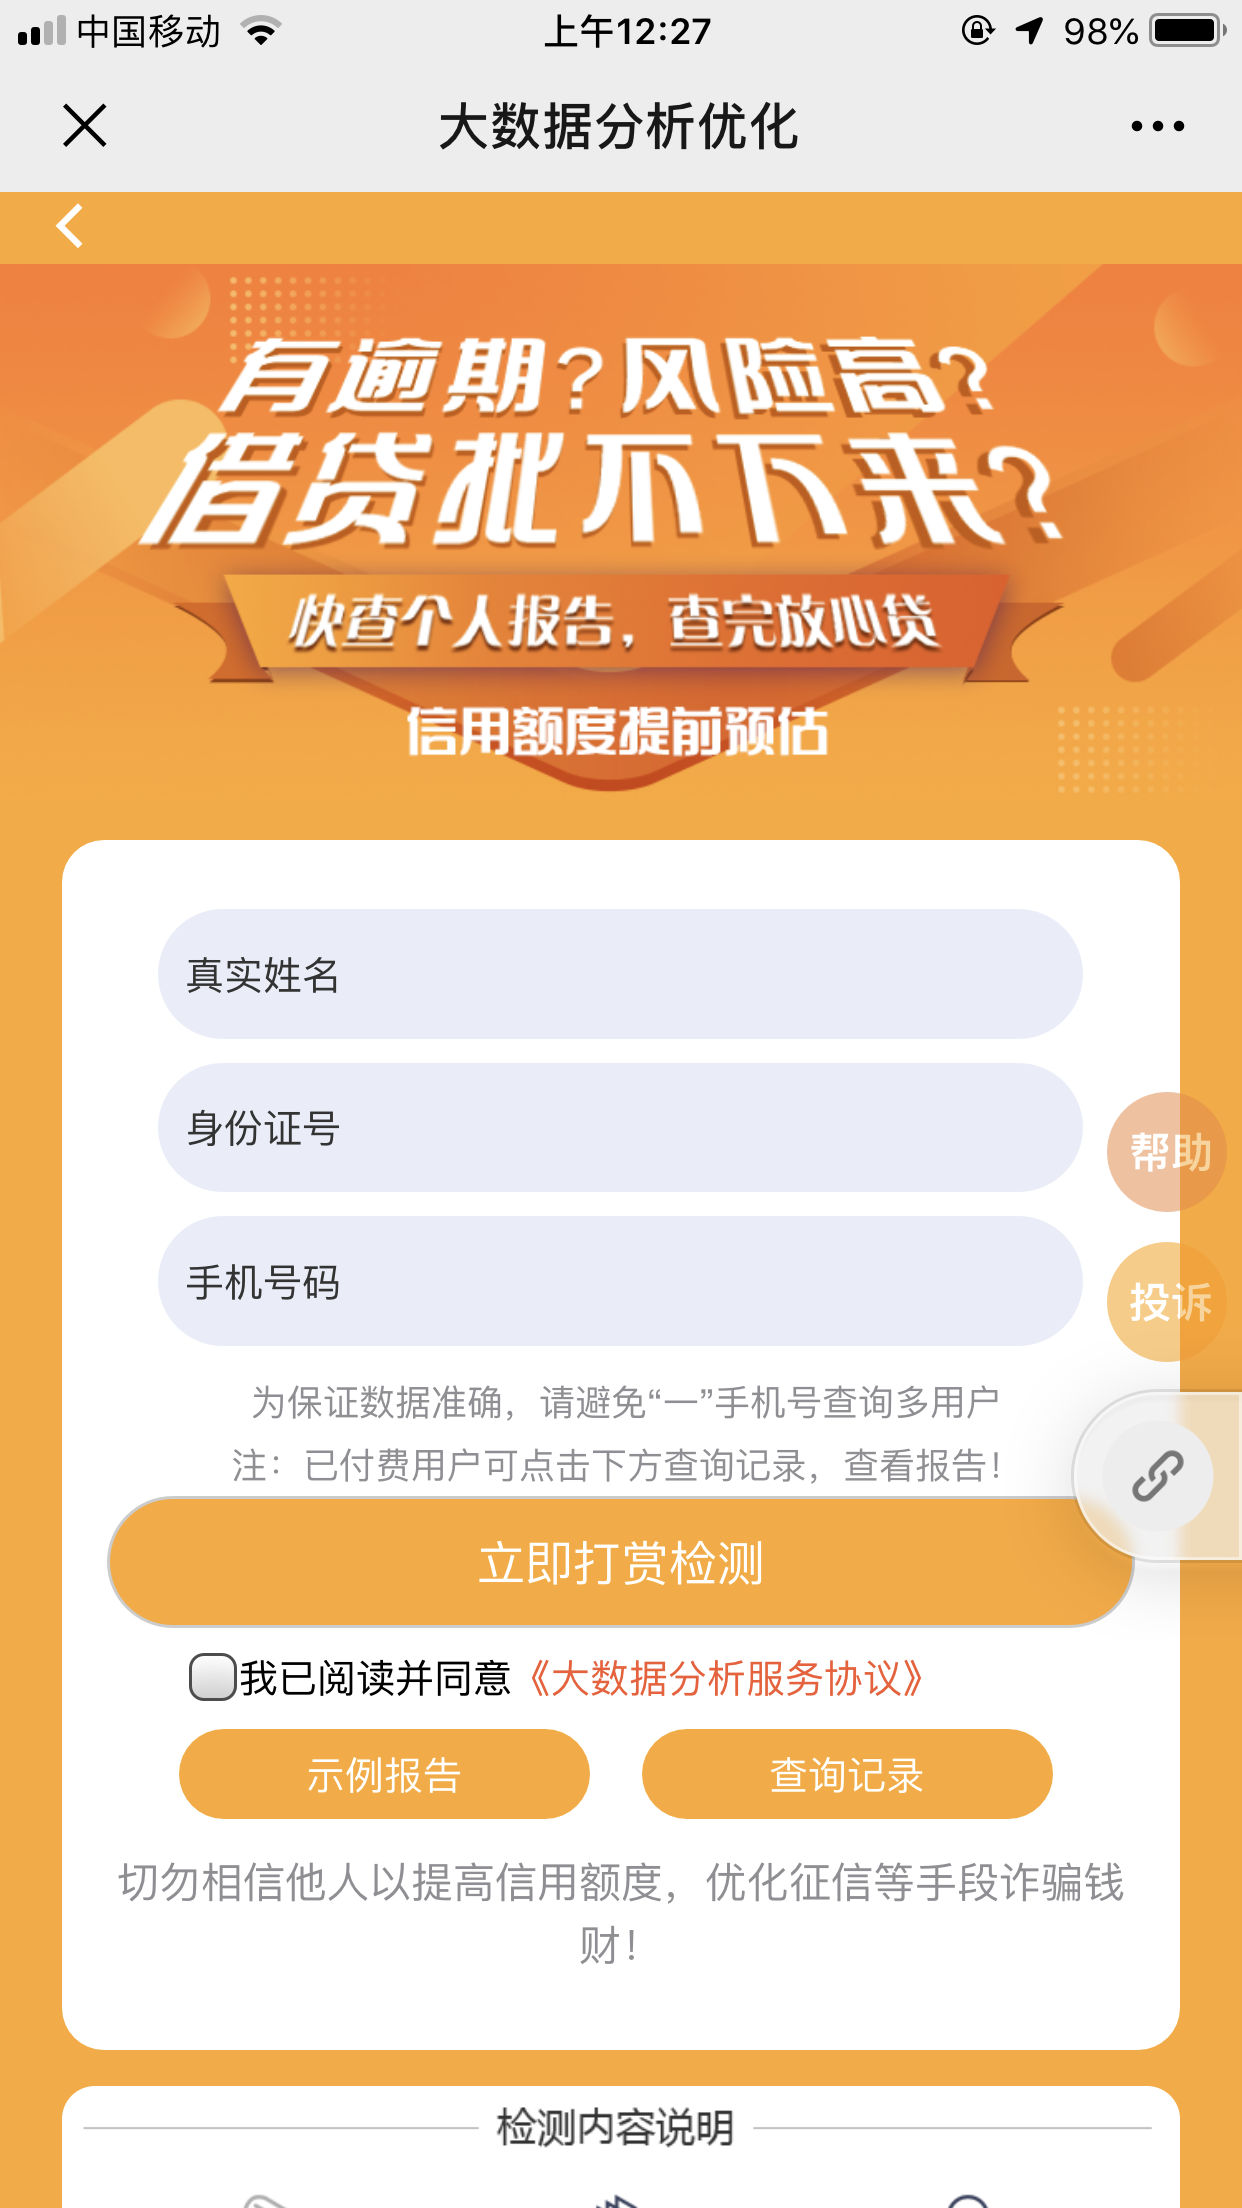 中国移动
上午12:27
98%
大数据分析优化
有逾期?风险高?
借贷批不下来?
快查个人报告，查完放心贷
信用额度提前预估
真实姓名
身份证号
帮助
手机号码
投诉
为保证数据准确，请避免“一”手机号查询多用户
注：已付费用户可点击下方查询记录，查看报告！
立即打赏检测
我已阅读并同意《大数据分析服务协议》
示例报告
查询记录
切勿相信他人以提高信用额度，优化征信等手段诈骗钱
财！
检测内容说明